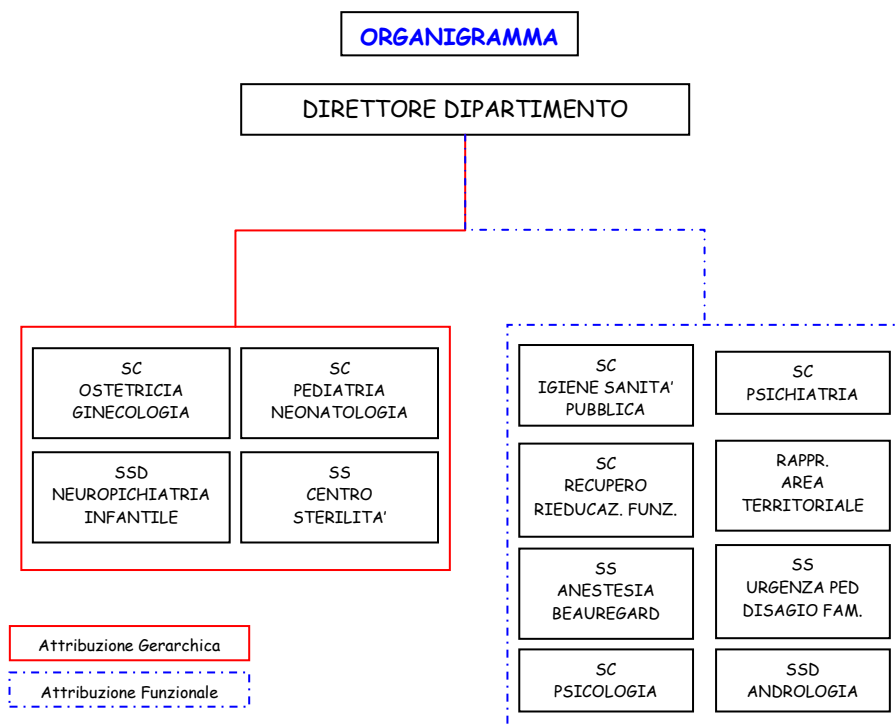 ORGANIGRAMMA
DIRETTORE DIPARTIMENTO
SC
OSTETRICIA
GINECOLOGIA
SC
PEDIATRIA
NEONATOLOGIA
SSD
NEUROPICHIATRIA
INFANTILE
SS
CENTRO
STERILITA'
SC
IGIENE SANITA'
PUBBLICA
SC
PSICHIATRIA
SC
RECUPERO
RIEDUCAZ. FUNZ.
RAPPR.
AREA
TERRITORIALE
SS
ANESTESIA
BEAUREGARD
SS
URGENZA PED
DISAGIO FAM.
SC
PSICOLOGIA
SSD
ANDROLOGIA
Attribuzione Gerarchica
Attribuzione Funzionale